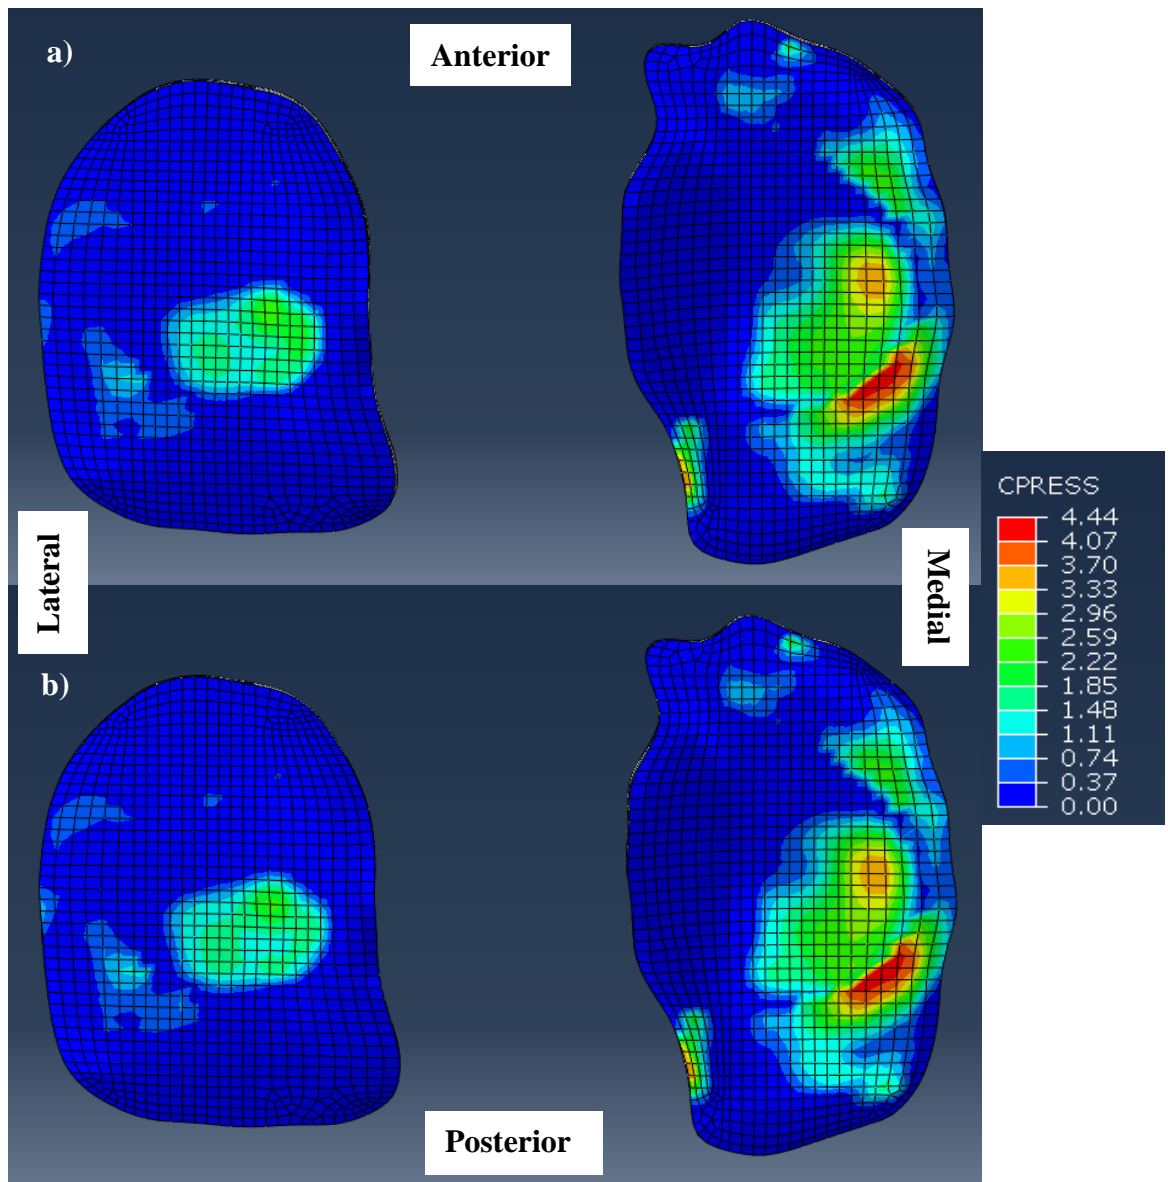 a)
Anterior
Lateral
Medial
CPRESS
4.44
4.07
3.70
3.33
2.96
2.59
2.22
1.85
1.48
1.11
0.74
0.37
0.00
b)
Posterior